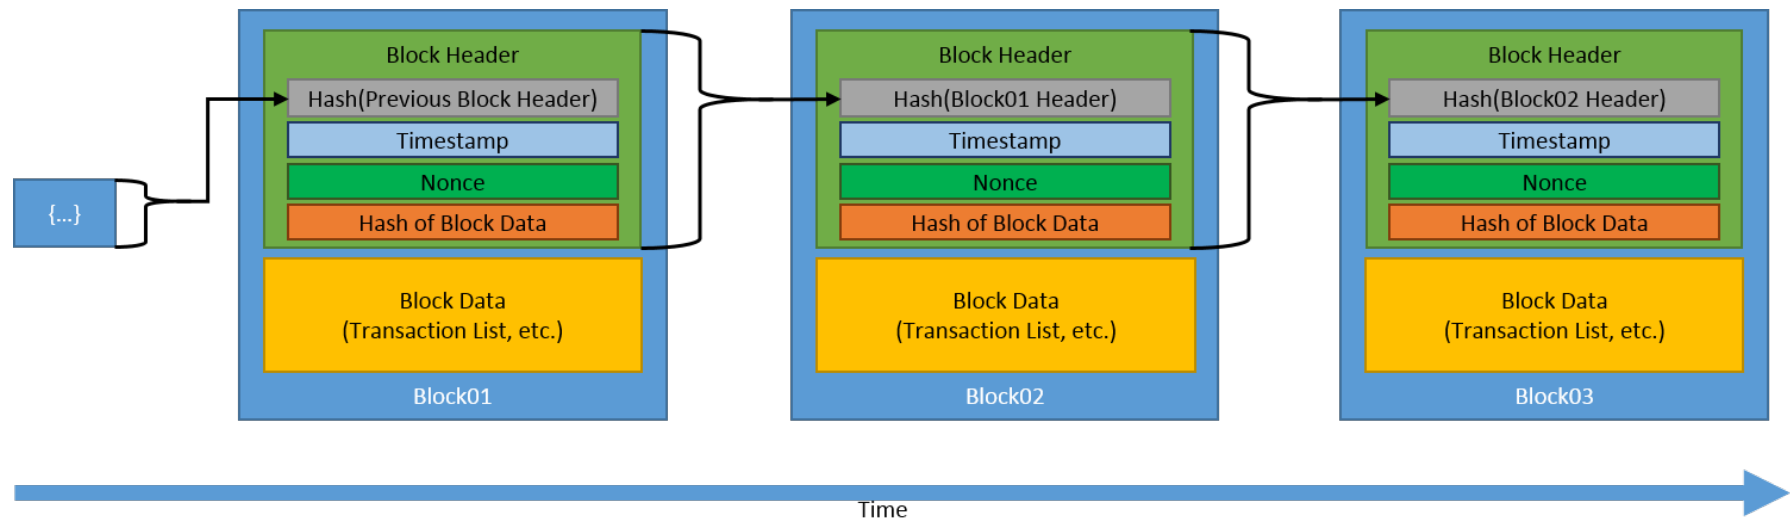 {...}
Block Header
Hash(Previous Block Header)
Timestamp
Nonce
Hash of Block Data
Block Data
(Transaction List, etc.)
Block01
Block Header
Hash(Block01 Header)
Timestamp
Nonce
Hash of Block Data
Block Data
(Transaction List, etc.)
Block02
Block Header
Hash(Block02 Header)
Timestamp
Nonce
Hash of Block Data
Block Data
(Transaction List, etc.)
Block03
Time